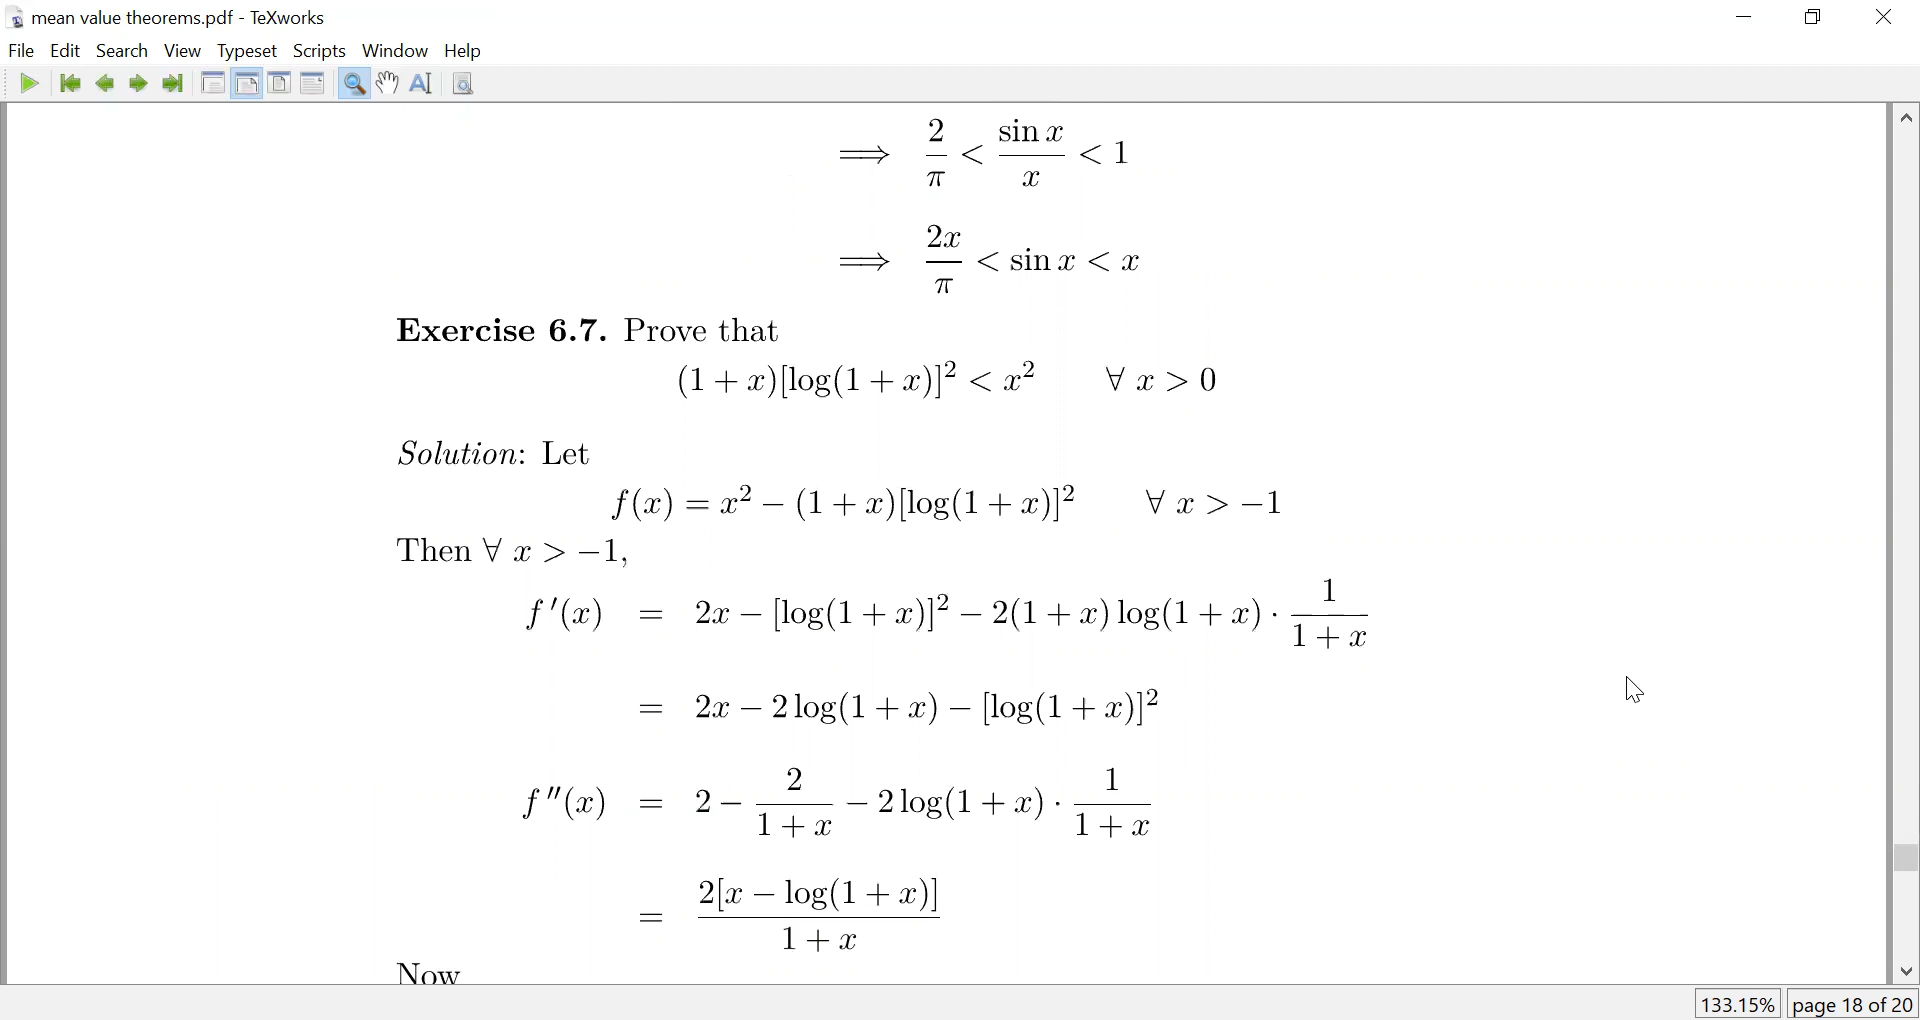 mean value theorems.pdf - TeXworks
File Edit Search View Typeset Scripts Window Help
⟹ 2/π < sin x/x < 1
⟹ 2x/π < sin x < x
Exercise 6.7. Prove that
(1 + x)[log(1 + x)]² < x² ∀ x > 0
Solution: Let
f(x) = x² − (1 + x)[log(1 + x)]² ∀ x > −1
Then ∀ x > −1,
f′(x) = 2x − [log(1 + x)]² − 2(1 + x) log(1 + x) · 1/(1 + x)
= 2x − 2 log(1 + x) − [log(1 + x)]²
f″(x) = 2 − 2/(1 + x) − 2 log(1 + x) · 1/(1 + x)
= 2[x − log(1 + x)]/(1 + x)
Now
133.15% page 18 of 20